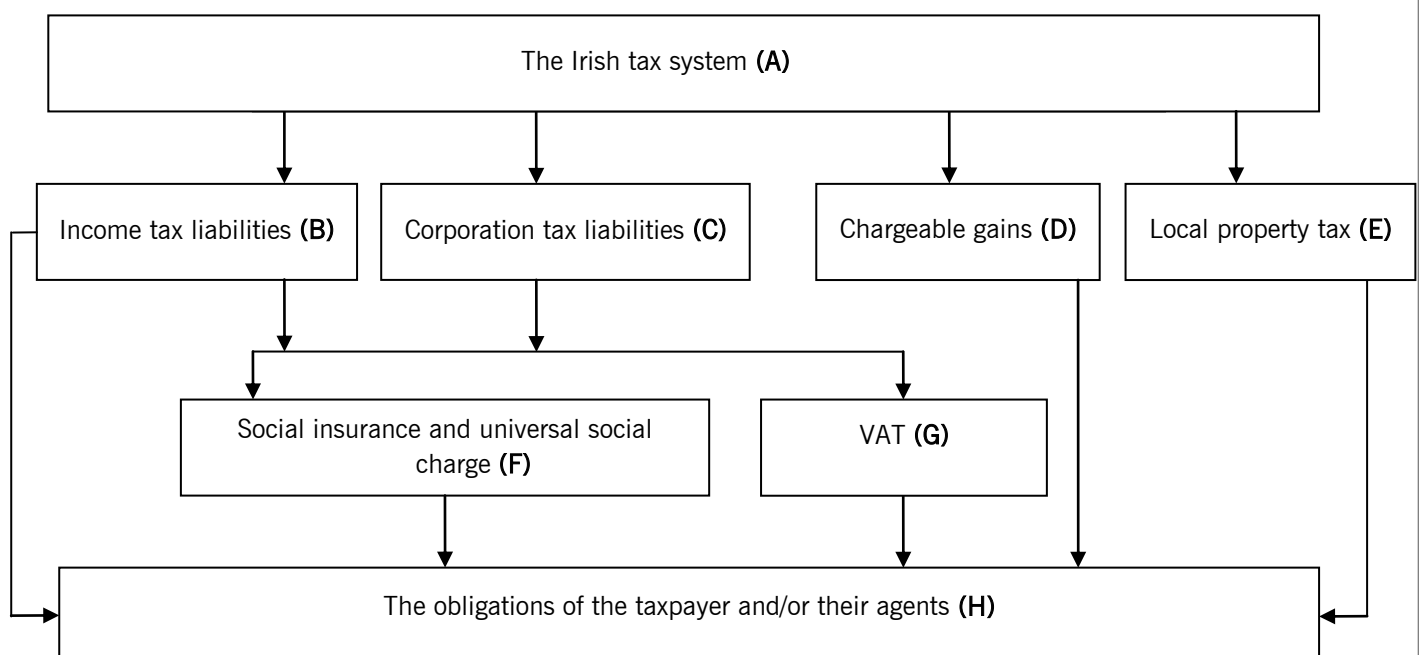 The Irish tax system (A)
Income tax liabilities (B)
Corporation tax liabilities (C)
Chargeable gains (D)
Local property tax (E)
Social insurance and universal social
charge (F)
VAT (G)
The obligations of the taxpayer and/or their agents (H)